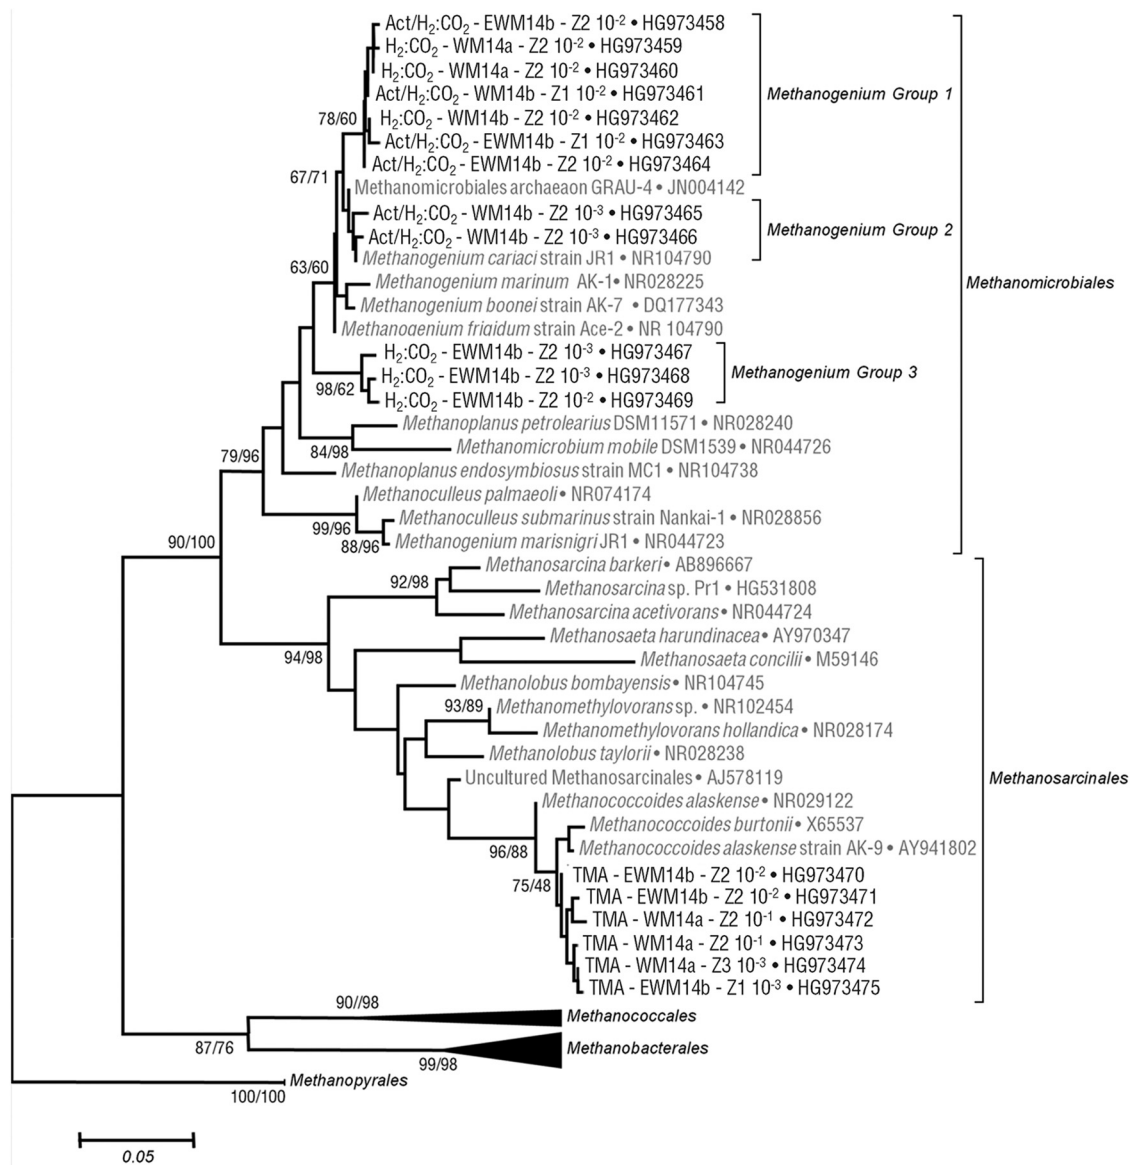 Act/H₂:CO₂ - EWM14b - Z2 10⁻² • HG973458
H₂:CO₂ - WM14a - Z2 10⁻² • HG973459
H₂:CO₂ - WM14a - Z2 10⁻² • HG973460
Act/H₂:CO₂ - WM14b - Z1 10⁻² • HG973461
Methanogenium Group 1
78/60
H₂:CO₂ - WM14b - Z2 10⁻² • HG973462
Act/H₂:CO₂ - EWM14b - Z1 10⁻² • HG973463
Act/H₂:CO₂ - EWM14b - Z2 10⁻² • HG973464
67/71
Methanomicrobiales archaeaon GRAU-4 • JN004142
Act/H₂:CO₂ - WM14b - Z2 10⁻³ • HG973465
Methanogenium Group 2
Act/H₂:CO₂ - WM14b - Z2 10⁻³ • HG973466
Methanogenium cariaci strain JR1 • NR104790
63/60
Methanogenium marinum AK-1• NR028225
Methanomicrobiales
Methanogenium boonei strain AK-7 • DQ177343
Methanogenium frigidum strain Ace-2 • NR 104790
H₂:CO₂ - EWM14b - Z2 10⁻³ • HG973467
H₂:CO₂ - EWM14b - Z2 10⁻³ • HG973468
Methanogenium Group 3
98/62
H₂:CO₂ - EWM14b - Z2 10⁻² • HG973469
Methanoplanus petrolearius DSM11571 • NR028240
Methanomicrobium mobile DSM1539 • NR044726
84/98
79/96
Methanoplanus endosymbiosus strain MC1 • NR104738
Methanoculleus palmaeoli • NR074174
Methanoculleus submarinus strain Nankai-1 • NR028856
99/96
Methanogenium marisnigri JR1 • NR044723
88/96
90/100
Methanosarcina barkeri • AB896667
92/98
Methanosarcina sp. Pr1 • HG531808
Methanosarcina acetivorans • NR044724
Methanosaeta harundinacea • AY970347
94/98
Methanosaeta concilii • M59146
Methanolobus bombayensis • NR104745
93/89
Methanomethylovorans sp. • NR102454
Methanomethylovorans hollandica • NR028174
Methanolobus taylorii • NR028238
Uncultured Methanosarcinales • AJ578119
Methanosarcinales
Methanococcoides alaskense • NR029122
Methanococcoides burtonii • X65537
96/88
Methanococcoides alaskense strain AK-9 • AY941802
TMA - EWM14b - Z2 10⁻² • HG973470
75/48
TMA - EWM14b - Z2 10⁻² • HG973471
TMA - WM14a - Z2 10⁻¹ • HG973472
TMA - WM14a - Z2 10⁻¹ • HG973473
TMA - WM14a - Z3 10⁻³ • HG973474
TMA - EWM14b - Z1 10⁻³ • HG973475
90//98
Methanococcales
87/76
Methanobacterales
99/98
Methanopyrales
100/100
0.05